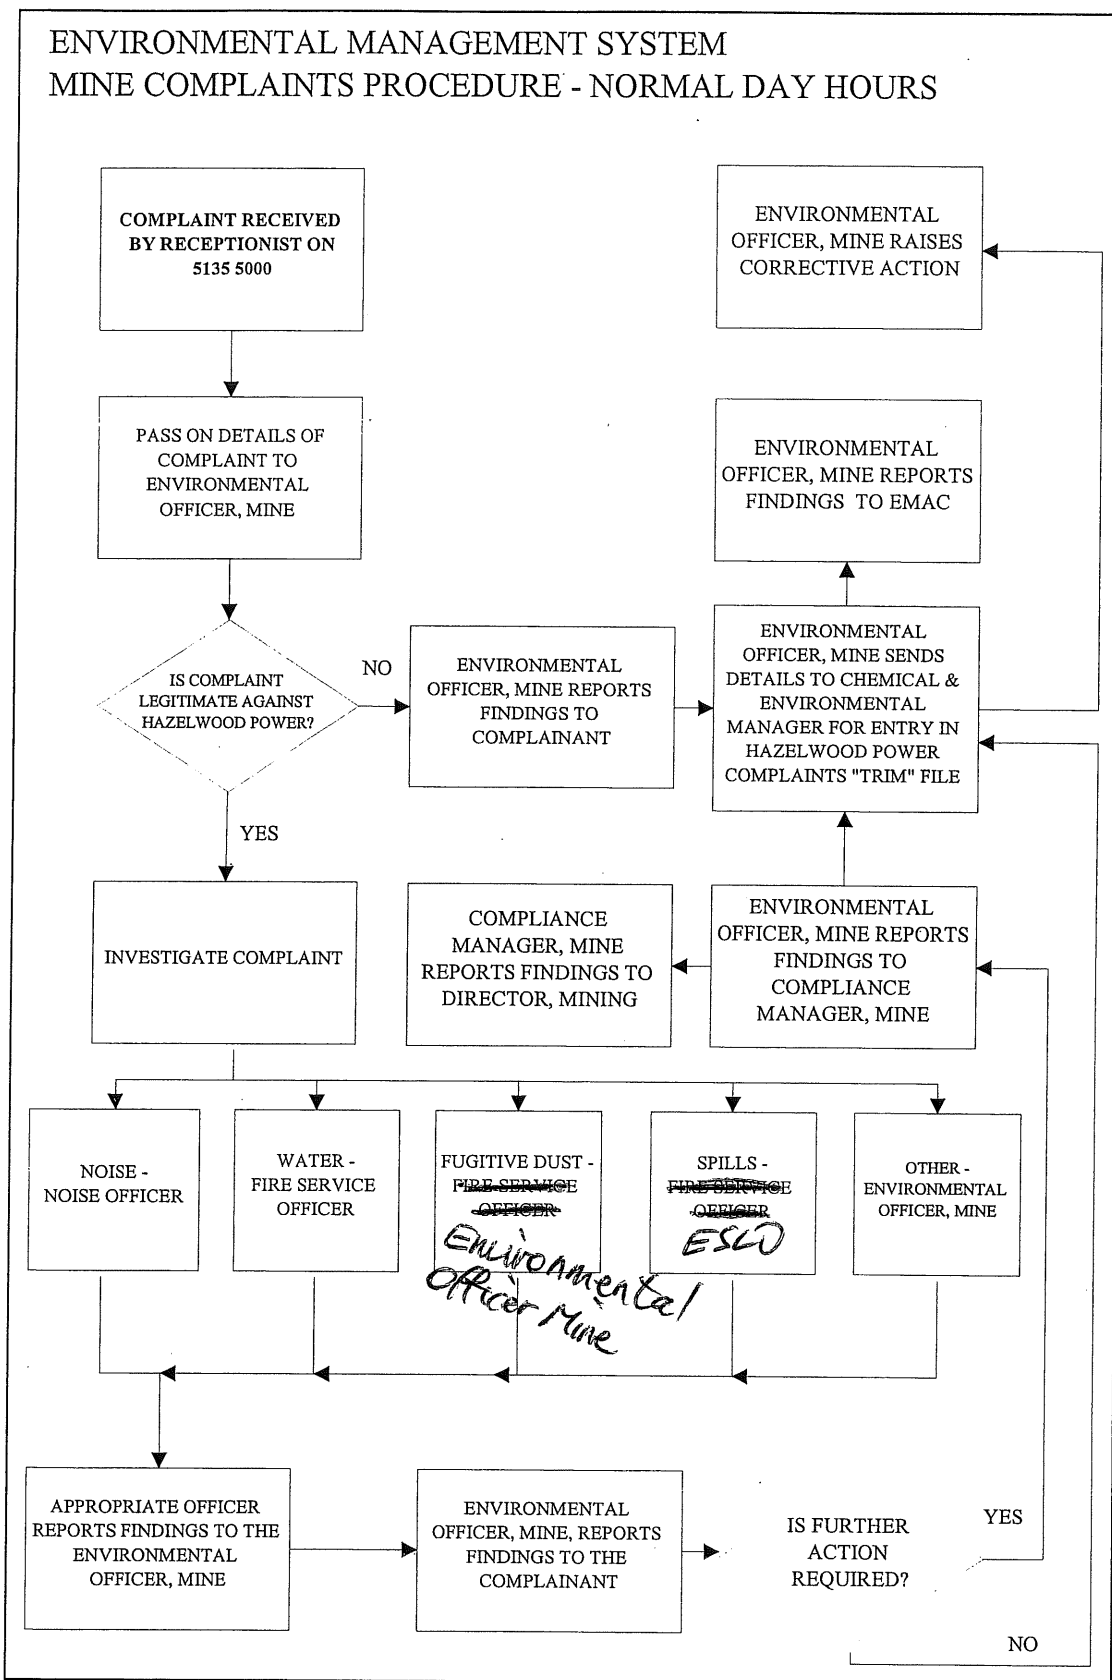 ENVIRONMENTAL MANAGEMENT SYSTEM
MINE COMPLAINTS PROCEDURE - NORMAL DAY HOURS
COMPLAINT RECEIVED
BY RECEPTIONIST ON
5135 5000
ENVIRONMENTAL
OFFICER, MINE RAISES
CORRECTIVE ACTION
PASS ON DETAILS OF
COMPLAINT TO
ENVIRONMENTAL
OFFICER, MINE
ENVIRONMENTAL
OFFICER, MINE REPORTS
FINDINGS TO EMAC
IS COMPLAINT
LEGITIMATE AGAINST
HAZELWOOD POWER?
NO
ENVIRONMENTAL
OFFICER, MINE REPORTS
FINDINGS TO
COMPLAINANT
ENVIRONMENTAL
OFFICER, MINE SENDS
DETAILS TO CHEMICAL &
ENVIRONMENTAL
MANAGER FOR ENTRY IN
HAZELWOOD POWER
COMPLAINTS "TRIM" FILE
YES
INVESTIGATE COMPLAINT
COMPLIANCE
MANAGER, MINE
REPORTS FINDINGS TO
DIRECTOR, MINING
ENVIRONMENTAL
OFFICER, MINE REPORTS
FINDINGS TO
COMPLIANCE
MANAGER, MINE
NOISE -
NOISE OFFICER
WATER -
FIRE SERVICE
OFFICER
FUGITIVE DUST -
FIRE SERVICE
OFFICER
Environmental
Officer Mine
SPILLS -
FIRE SERVICE
OFFICER
ESLO
OTHER -
ENVIRONMENTAL
OFFICER, MINE
APPROPRIATE OFFICER
REPORTS FINDINGS TO THE
ENVIRONMENTAL
OFFICER, MINE
ENVIRONMENTAL
OFFICER, MINE, REPORTS
FINDINGS TO THE
COMPLAINANT
IS FURTHER
ACTION
REQUIRED?
YES
NO